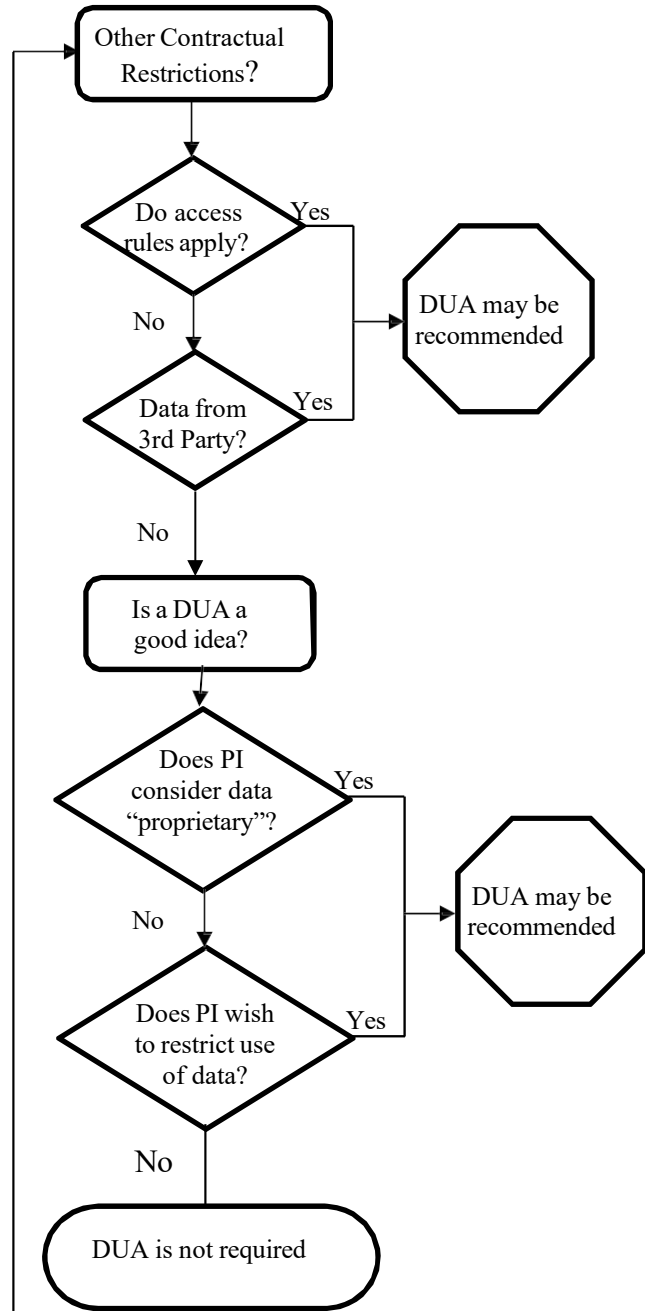 Other Contractual
Restrictions?
Do access
rules apply?
Yes
No
DUA may be
recommended
Data from
3rd Party?
Yes
No
Is a DUA a
good idea?
Does PI
consider data
“proprietary”?
Yes
No
DUA may be
recommended
Does PI wish
to restrict use
of data?
Yes
No
DUA is not required